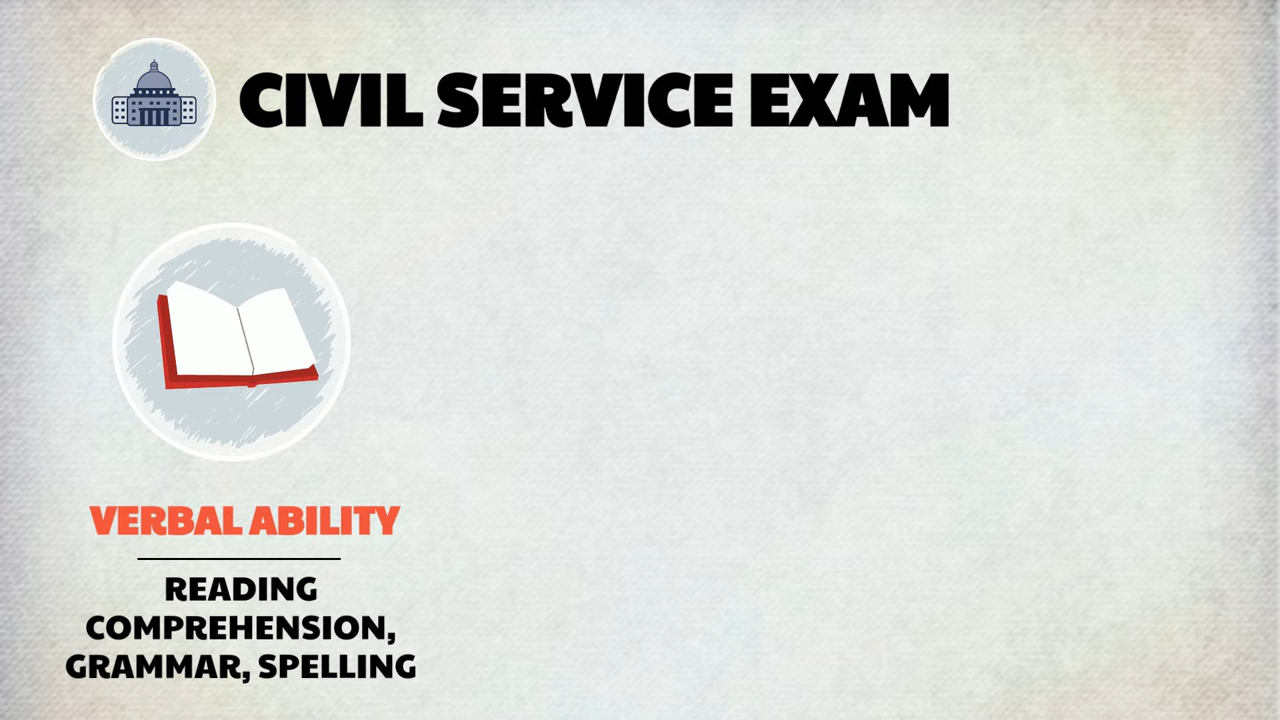 CIVIL SERVICE EXAM
VERBAL ABILITY
READING
COMPREHENSION,
GRAMMAR, SPELLING